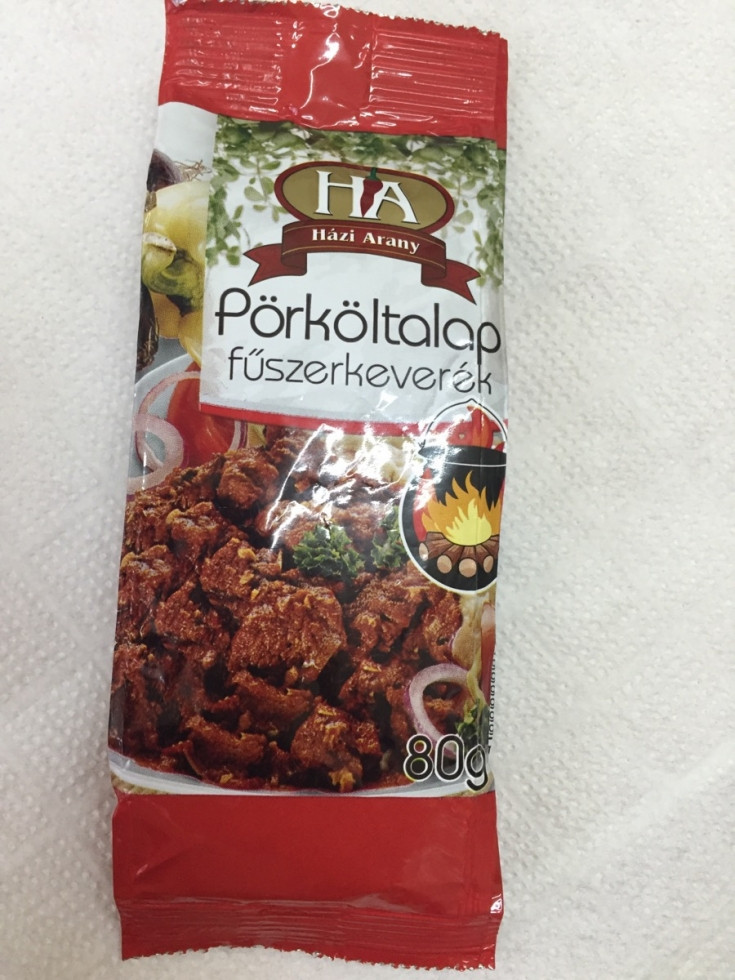 HA
Házi Arany
Pörköltalap
fűszerkeverék
80g